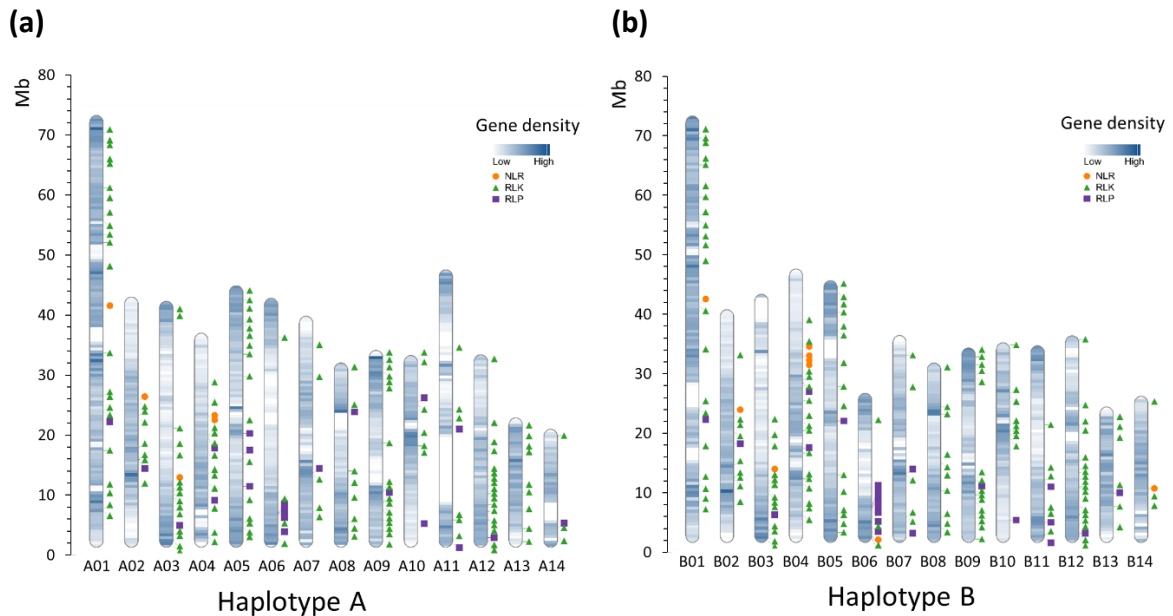 (a)
Mb
80
70
60
50
40
30
20
10
0
Gene density
Low High
NLR
RLK
RLP
A01 A02 A03 A04 A05 A06 A07 A08 A09 A10 A11 A12 A13 A14
Haplotype A
(b)
Mb
80
70
60
50
40
30
20
10
0
Gene density
Low High
NLR
RLK
RLP
B01 B02 B03 B04 B05 B06 B07 B08 B09 B10 B11 B12 B13 B14
Haplotype B